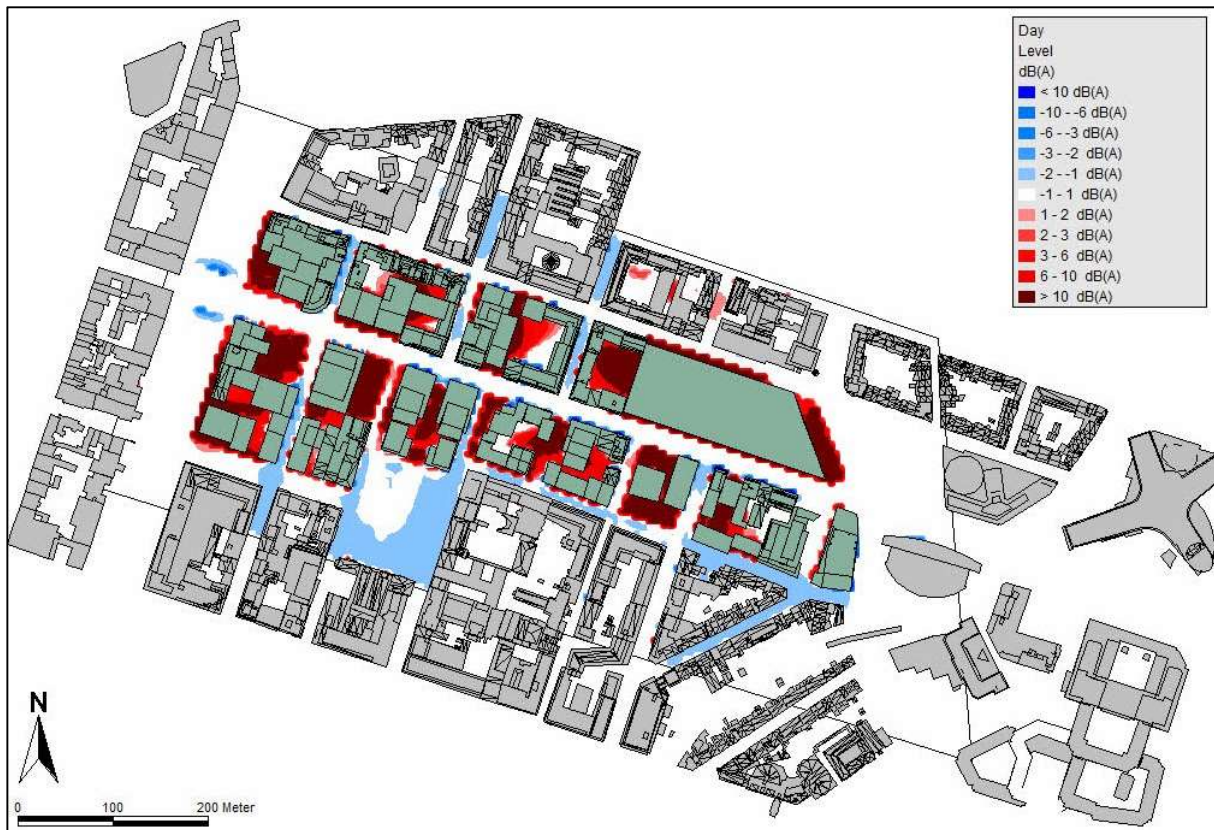 Day
Level
dB(A)
< 10 dB(A)
-10 - -6 dB(A)
-6 - -3 dB(A)
-3 - -2 dB(A)
-2 - -1 dB(A)
-1 - 1 dB(A)
1 - 2 dB(A)
2 - 3 dB(A)
3 - 6 dB(A)
6 - 10 dB(A)
> 10 dB(A)
N
0 100 200 Meter